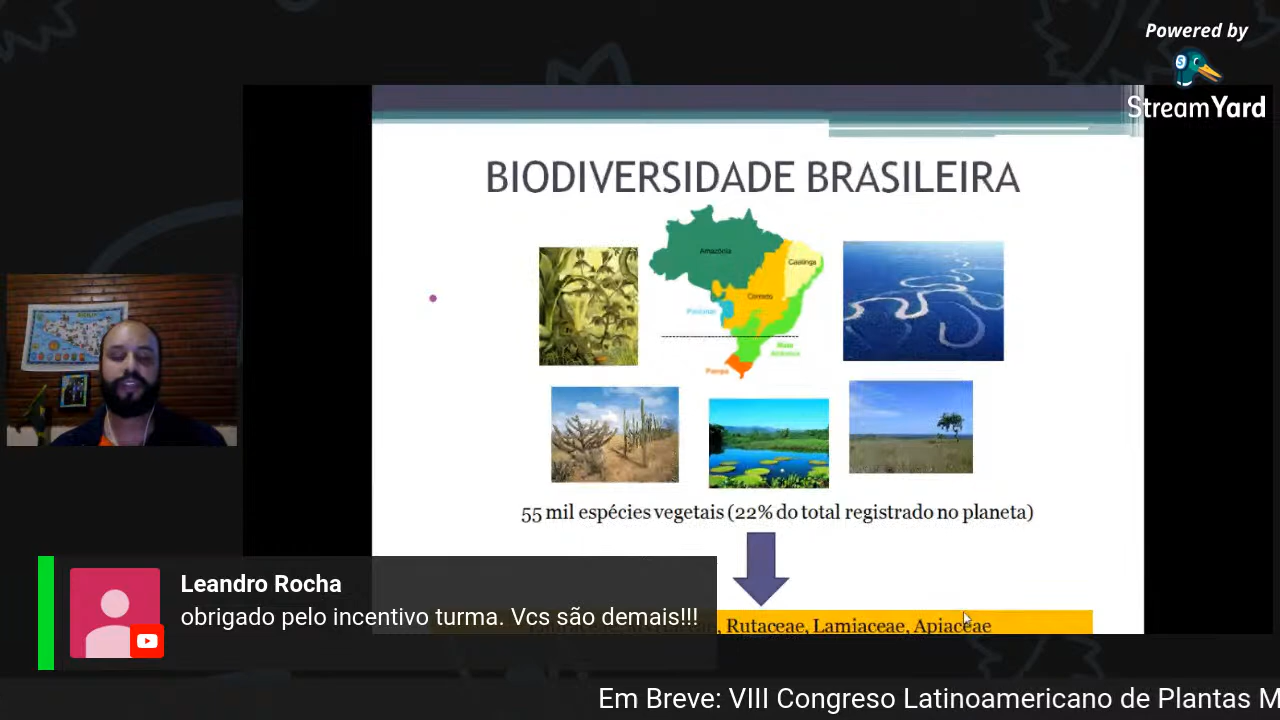 Powered by
StreamYard
BIODIVERSIDADE BRASILEIRA
Amazônia
Caatinga
Cerrado
Pantanal
Mata
Atlântica
Pampa
55 mil espécies vegetais (22% do total registrado no planeta)
Leandro Rocha
obrigado pelo incentivo turma. Vcs são demais!!!
, Rutaceae, Lamiaceae, Apiaceae
Em Breve: VIII Congreso Latinoamericano de Plantas M